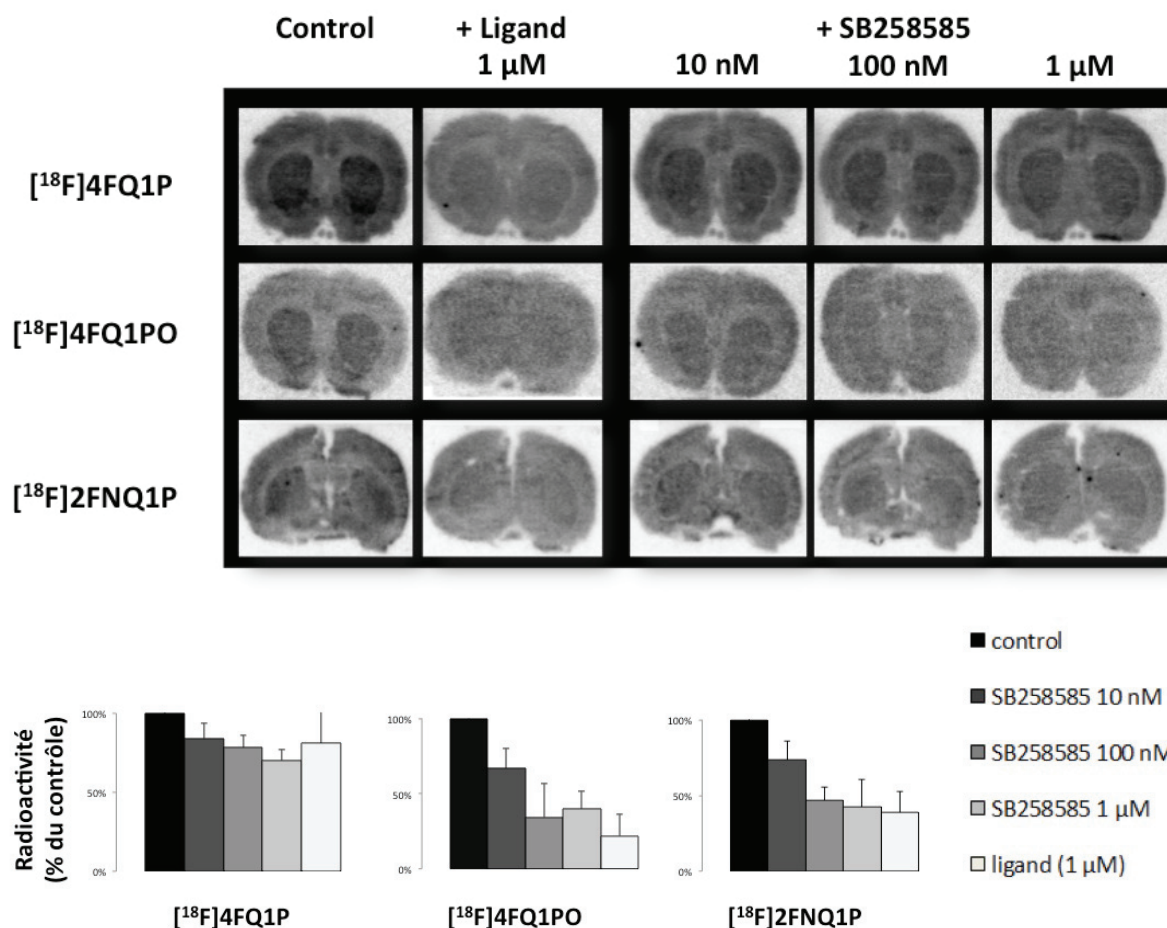 Control + Ligand + SB258585
1 µM 10 nM 100 nM 1 µM
[¹⁸F]4FQ1P
[¹⁸F]4FQ1PO
[¹⁸F]2FNQ1P
Radioactivité
(% du contrôle)
100%
50%
0%
[¹⁸F]4FQ1P
100%
50%
0%
[¹⁸F]4FQ1PO
100%
50%
0%
[¹⁸F]2FNQ1P
control
SB258585 10 nM
SB258585 100 nM
SB258585 1 µM
ligand (1 µM)